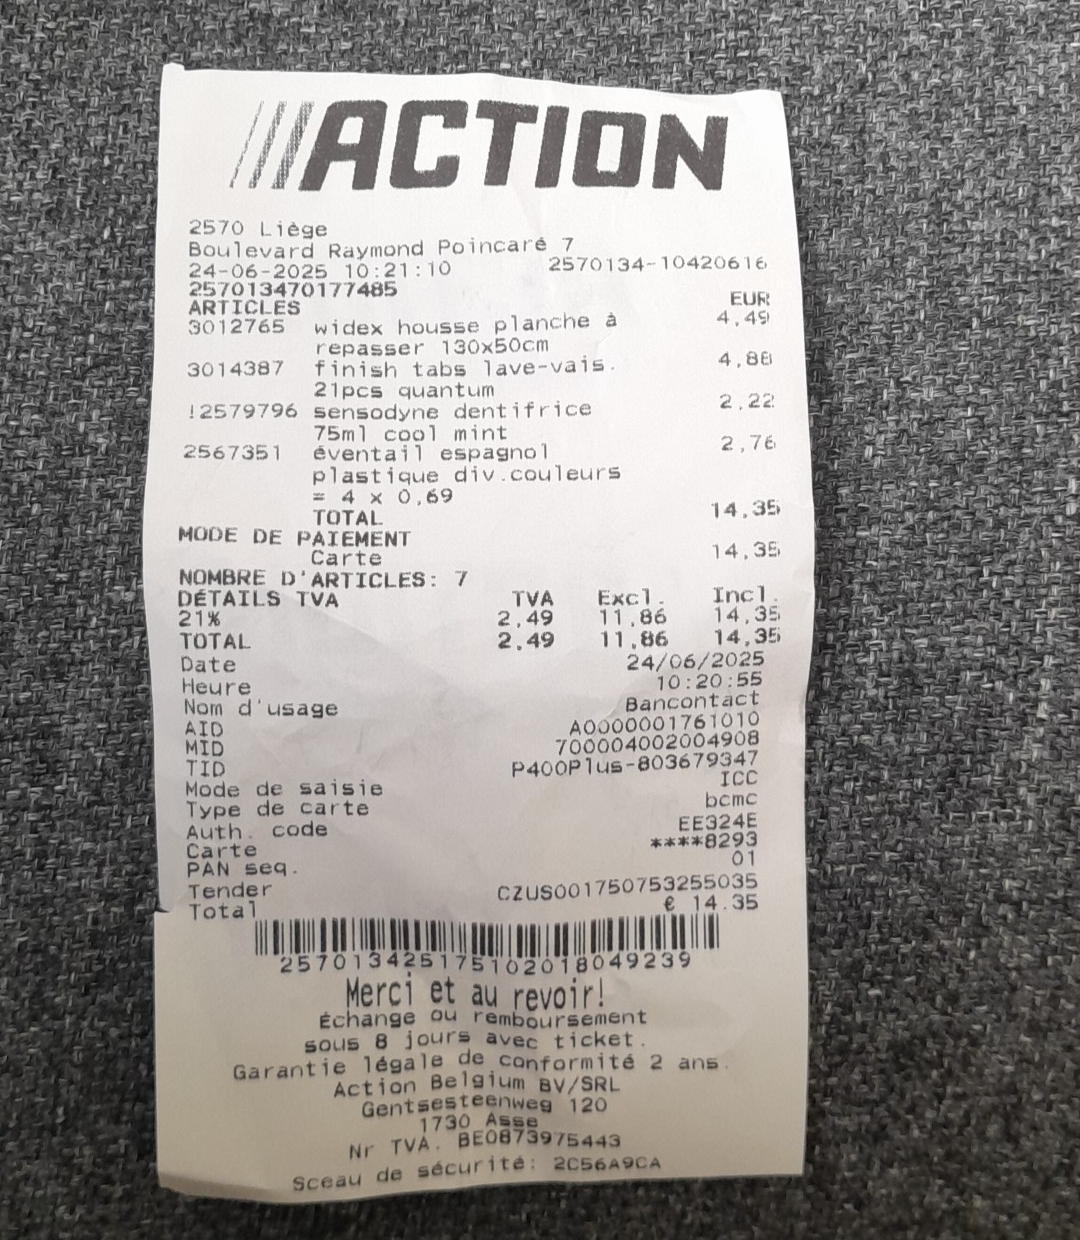 ACTION
2570 Liège
Boulevard Raymond Poincaré 7
24-06-2025 10:21:10 2570134-10420616
257013470177485
ARTICLES EUR
3012765 widex housse planche à 4,49
repasser 130x50cm
3014387 finish tabs lave-vais. 4,88
21pcs quantum
!2579796 sensodyne dentifrice 2,22
75ml cool mint
2567351 éventail espagnol 2,76
plastique div.couleurs
= 4 x 0,69
TOTAL 14,35
MODE DE PAIEMENT
Carte 14,35
NOMBRE D'ARTICLES: 7
DÉTAILS TVA TVA Excl. Incl.
21% 2,49 11,86 14,35
TOTAL 2,49 11,86 14,35
Date 24/06/2025
Heure 10:20:55
Nom d'usage Bancontact
AID A0000001761010
MID 700004002004908
TID P400Plus-803679347
Mode de saisie ICC
Type de carte bcmc
Auth. code EE324E
Carte ****8293
PAN seq. 01
Tender CZUS001750753255035
Total € 14.35
257013425175102018049239
Merci et au revoir!
Échange ou remboursement
sous 8 jours avec ticket.
Garantie légale de conformité 2 ans.
Action Belgium BV/SRL
Gentsesteenweg 120
1730 Asse
Nr TVA. BE0873975443
Sceau de sécurité: 2C56A9CA